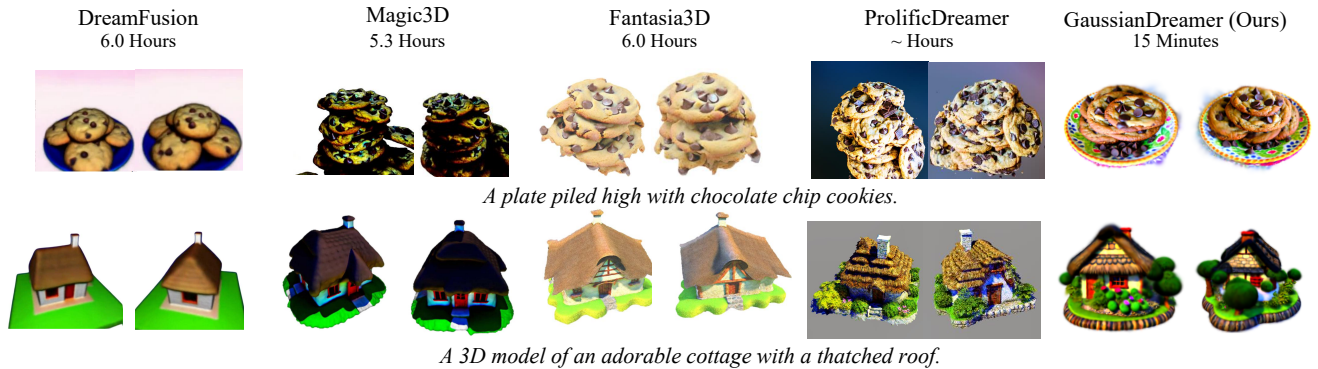 DreamFusion
6.0 Hours
Magic3D
5.3 Hours
Fantasia3D
6.0 Hours
ProlificDreamer
~ Hours
GaussianDreamer (Ours)
15 Minutes
A plate piled high with chocolate chip cookies.
A 3D model of an adorable cottage with a thatched roof.